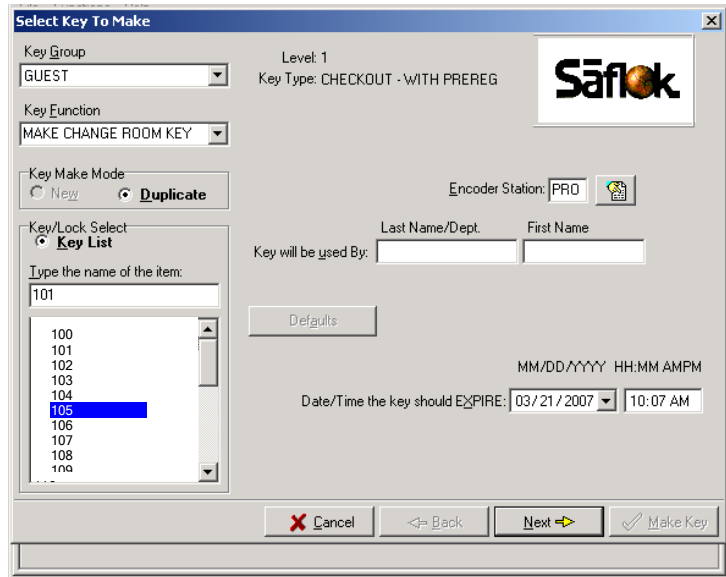 Select Key To Make
Key Group
GUEST
Key Function
MAKE CHANGE ROOM KEY
Key Make Mode
New Duplicate
Key/Lock Select
Key List
Type the name of the item:
101
100
101
102
103
104
105
106
107
108
109
Level: 1
Key Type: CHECKOUT - WITH PREREG
Säflok
Encoder Station: PRO
Last Name/Dept. First Name
Key will be used By:
Defaults
MM/DD/YYYY HH:MM AMPM
Date/Time the key should EXPIRE: 03/21/2007 10:07 AM
Cancel Back Next Make Key